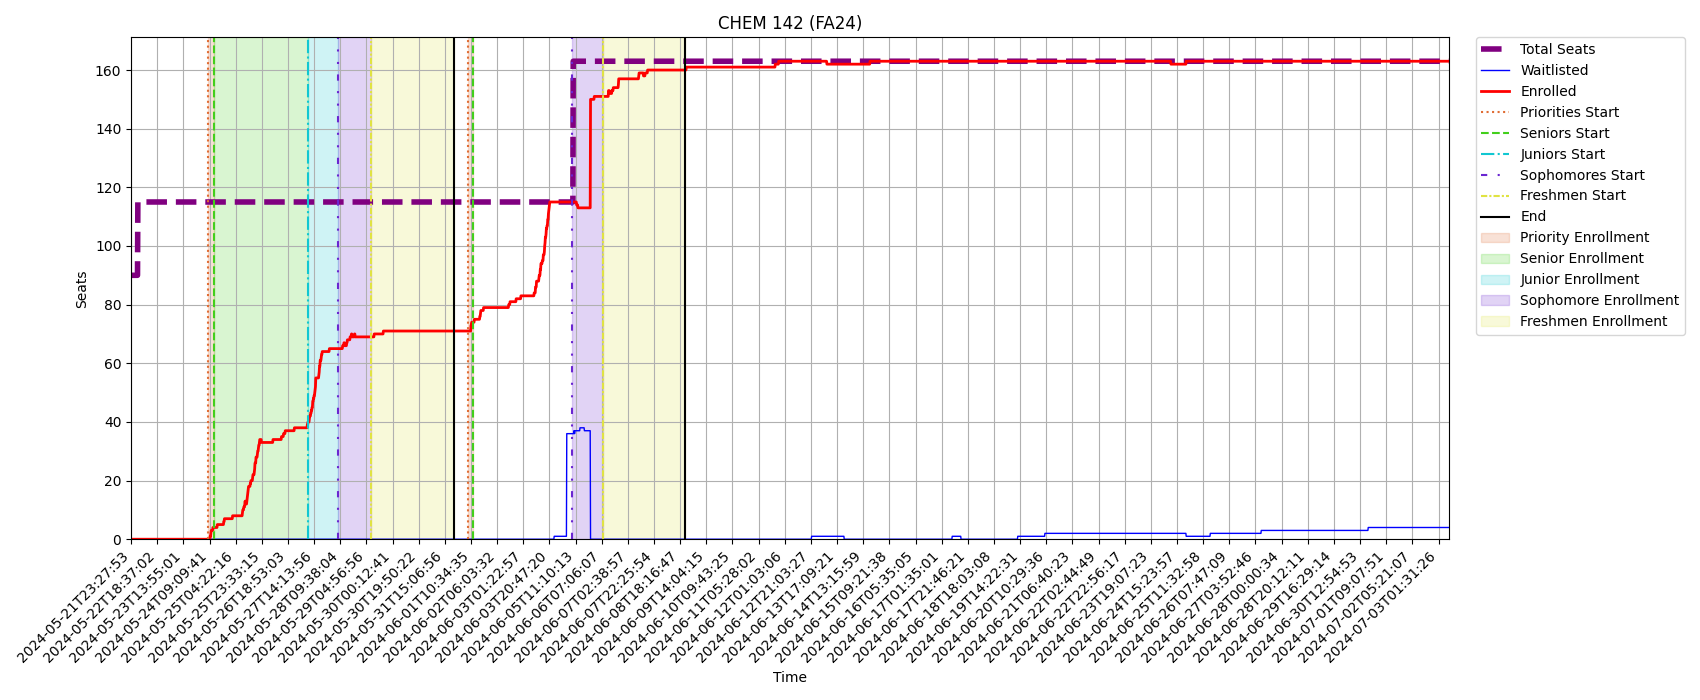 CHEM 142 (FA24)
Seats
160
140
120
100
80
60
40
20
0
2024-05-21T23:27:53
2024-05-22T18:37:02
2024-05-23T13:55:01
2024-05-24T09:09:41
2024-05-25T04:22:16
2024-05-25T23:33:15
2024-05-26T18:53:03
2024-05-27T14:13:56
2024-05-28T09:38:04
2024-05-29T04:56:56
2024-05-30T00:12:41
2024-05-30T19:50:22
2024-05-31T15:06:56
2024-06-01T10:34:35
2024-06-02T06:03:32
2024-06-03T01:22:57
2024-06-03T20:47:20
2024-06-05T11:10:13
2024-06-06T07:06:07
2024-06-07T02:38:57
2024-06-07T22:25:54
2024-06-08T18:16:47
2024-06-09T14:04:15
2024-06-10T09:43:25
2024-06-11T05:28:02
2024-06-12T01:03:06
2024-06-12T21:03:27
2024-06-13T17:09:21
2024-06-14T13:15:59
2024-06-15T09:21:38
2024-06-16T05:35:05
2024-06-17T01:35:01
2024-06-17T21:46:21
2024-06-18T18:03:08
2024-06-19T14:22:31
2024-06-20T10:29:36
2024-06-21T06:40:23
2024-06-22T02:44:49
2024-06-22T22:56:17
2024-06-23T19:07:23
2024-06-24T15:23:57
2024-06-25T11:32:58
2024-06-26T07:47:09
2024-06-27T03:52:46
2024-06-28T00:00:34
2024-06-28T20:12:11
2024-06-29T16:29:14
2024-06-30T12:54:53
2024-07-01T09:07:51
2024-07-02T05:21:07
2024-07-03T01:31:26
Time
Total Seats
Waitlisted
Enrolled
Priorities Start
Seniors Start
Juniors Start
Sophomores Start
Freshmen Start
End
Priority Enrollment
Senior Enrollment
Junior Enrollment
Sophomore Enrollment
Freshmen Enrollment